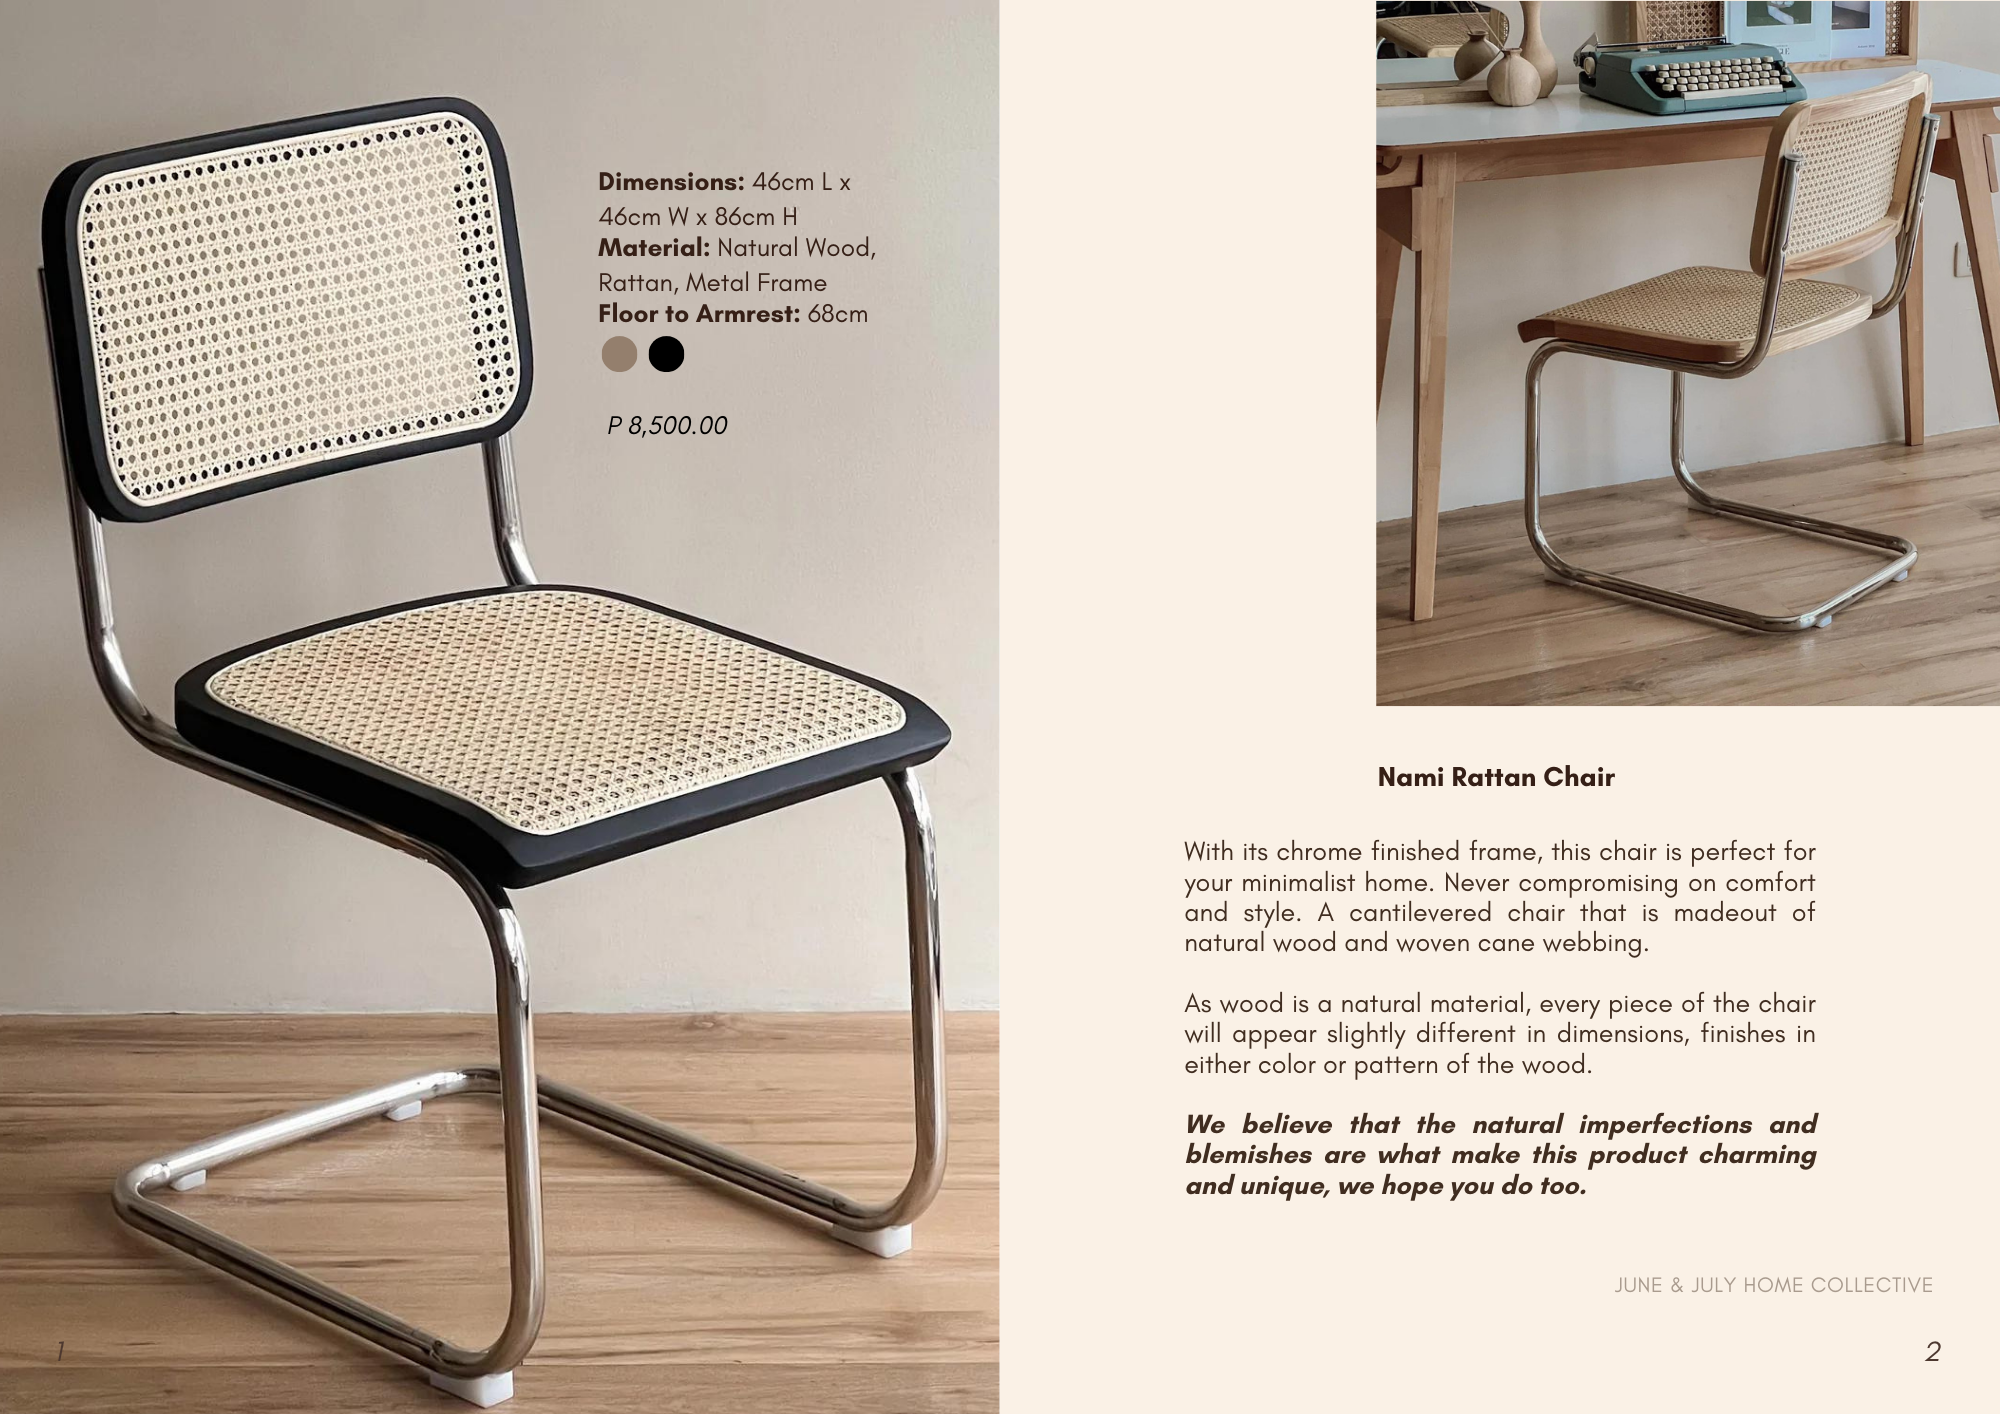 Dimensions: 46cm L x
46cm W x 86cm H
Material: Natural Wood,
Rattan, Metal Frame
Floor to Armrest: 68cm
P 8,500.00
1
Nami Rattan Chair
With its chrome finished frame, this chair is perfect for
your minimalist home. Never compromising on comfort
and style. A cantilevered chair that is madeout of
natural wood and woven cane webbing.
As wood is a natural material, every piece of the chair
will appear slightly different in dimensions, finishes in
either color or pattern of the wood.
We believe that the natural imperfections and
blemishes are what make this product charming
and unique, we hope you do too.
JUNE & JULY HOME COLLECTIVE
2